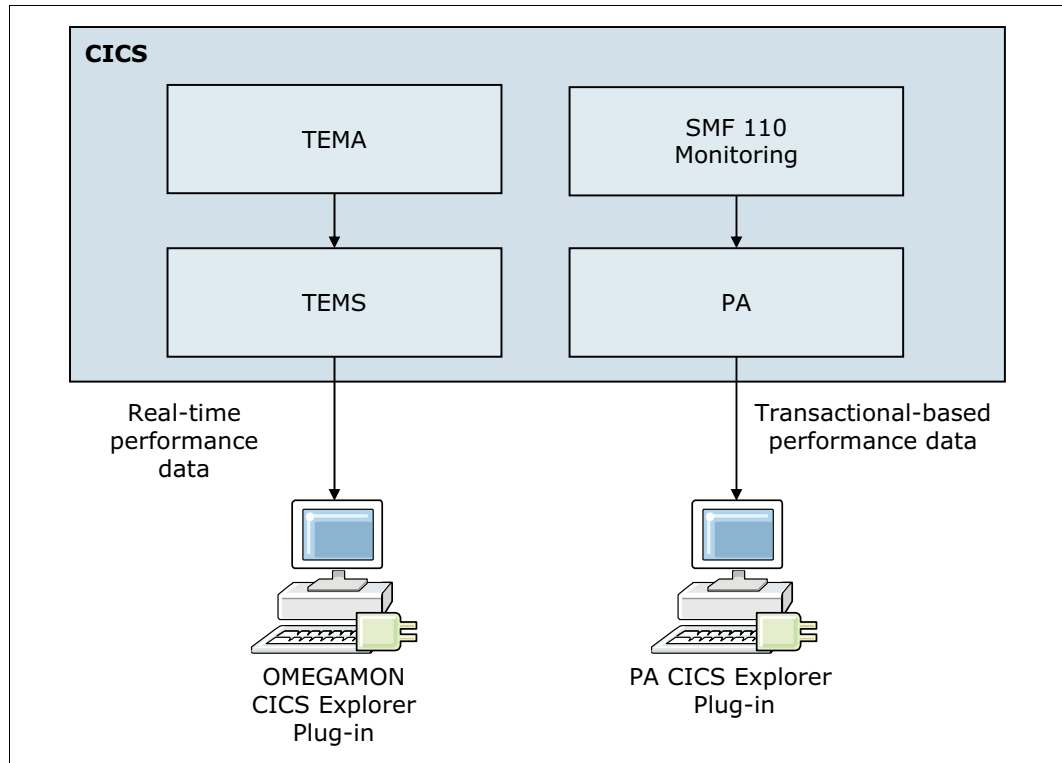 CICS
TEMA
SMF 110
Monitoring
TEMS
PA
Real-time
performance
data
Transactional-based
performance data
OMEGAMON
CICS Explorer
Plug-in
PA CICS Explorer
Plug-in